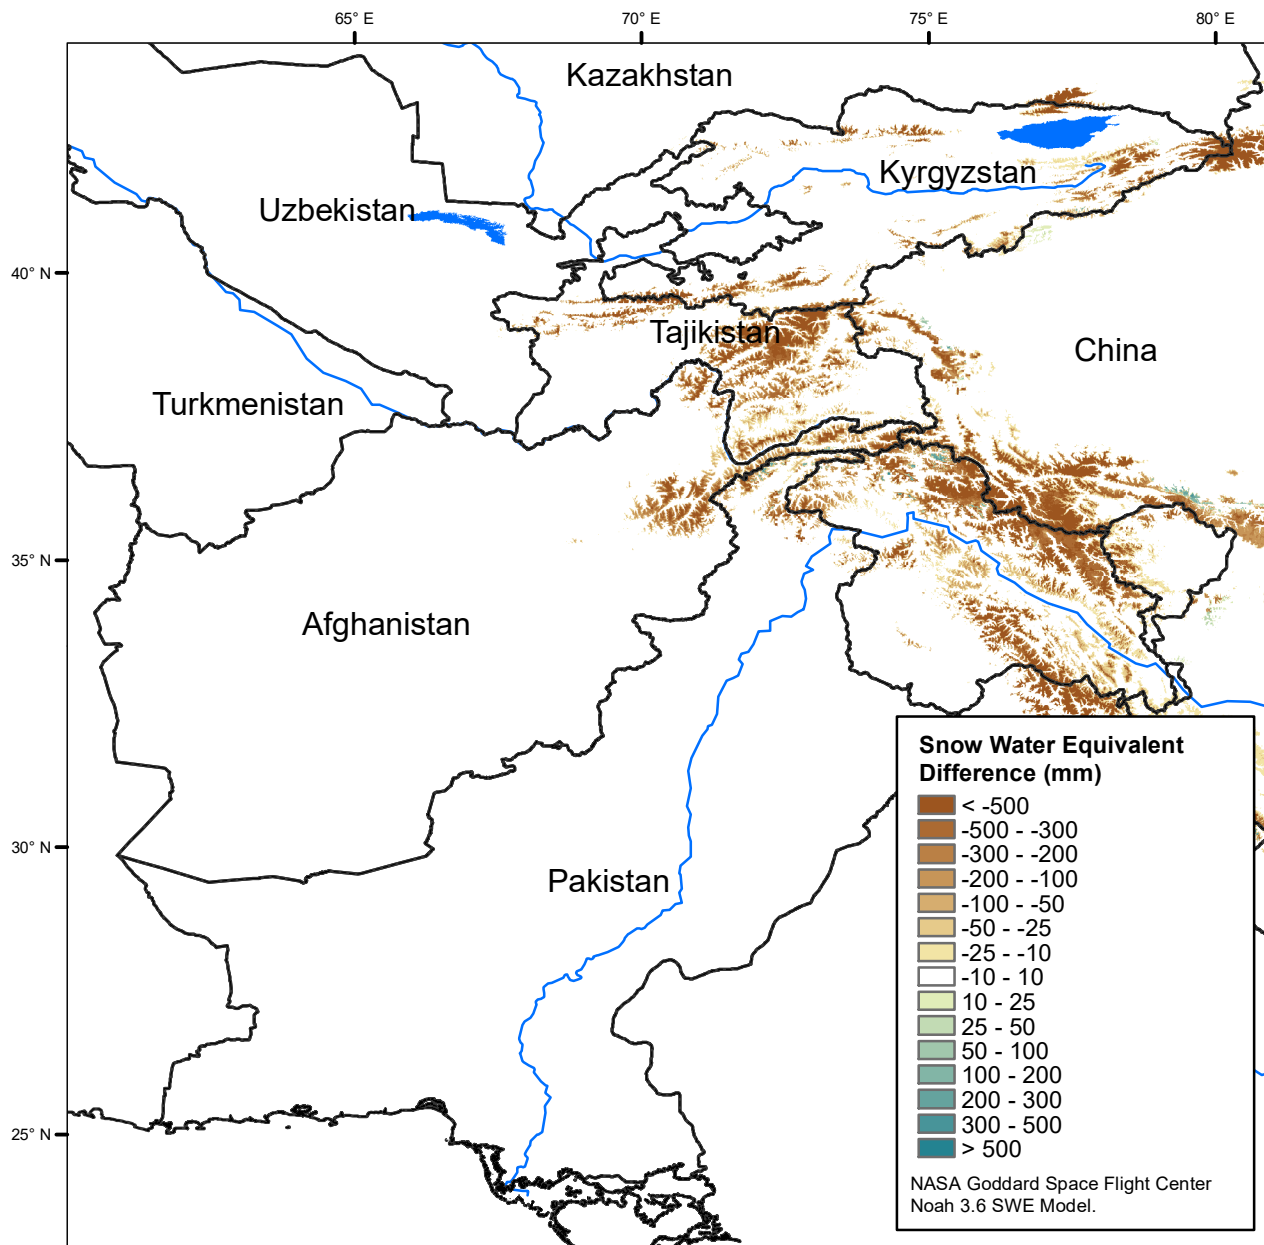 65° E
70° E
75° E
80° E
Kazakhstan
Kyrgyzstan
Uzbekistan
40° N
Tajikistan
China
Turkmenistan
35° N
Afghanistan
Snow Water Equivalent
Difference (mm)
< -500
-500 - -300
-300 - -200
-200 - -100
-100 - -50
-50 - -25
-25 - -10
-10 - 10
10 - 25
25 - 50
50 - 100
100 - 200
200 - 300
300 - 500
> 500
30° N
Pakistan
25° N
NASA Goddard Space Flight Center
Noah 3.6 SWE Model.